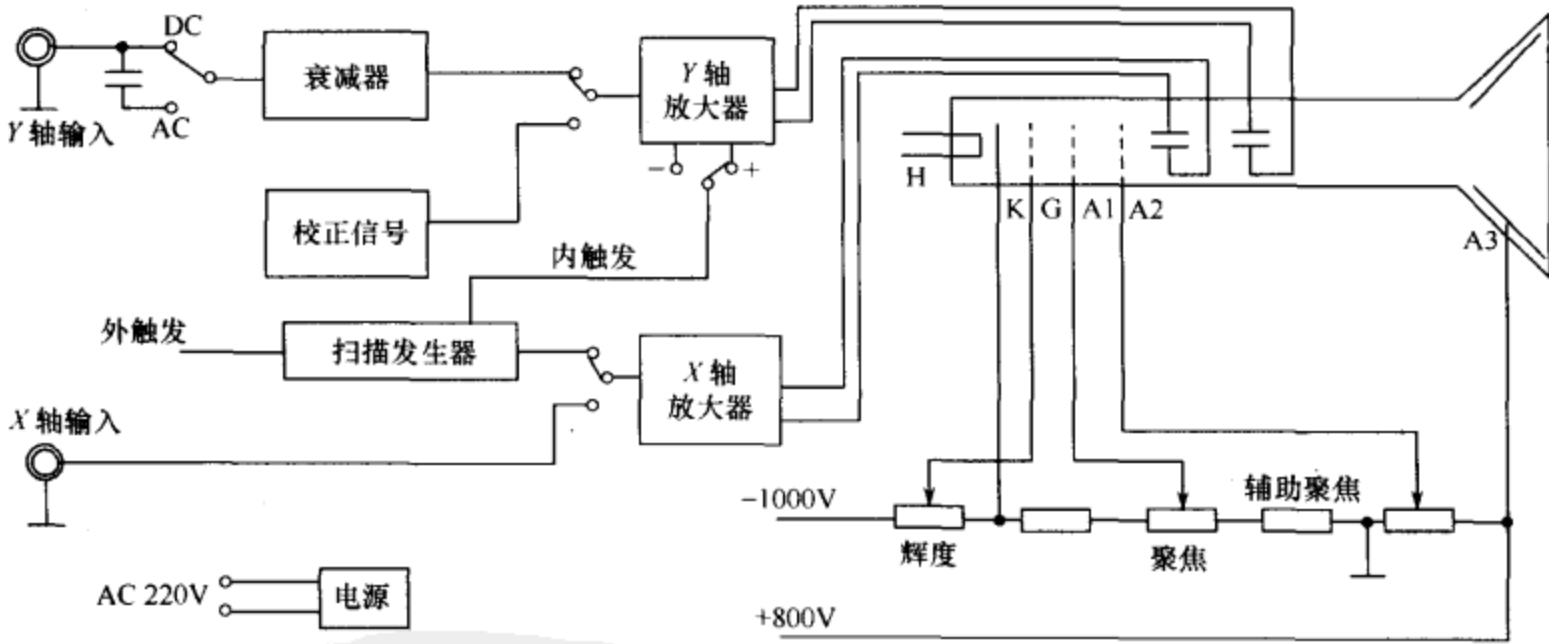 DC
AC
Y 轴输入
衰减器
Y 轴
放大器
− +
校正信号
内触发
外触发
扫描发生器
X 轴
放大器
X 轴输入
H
K G A1 A2
A3
−1000V
辉度
聚焦
辅助聚焦
+800V
AC 220V
电源